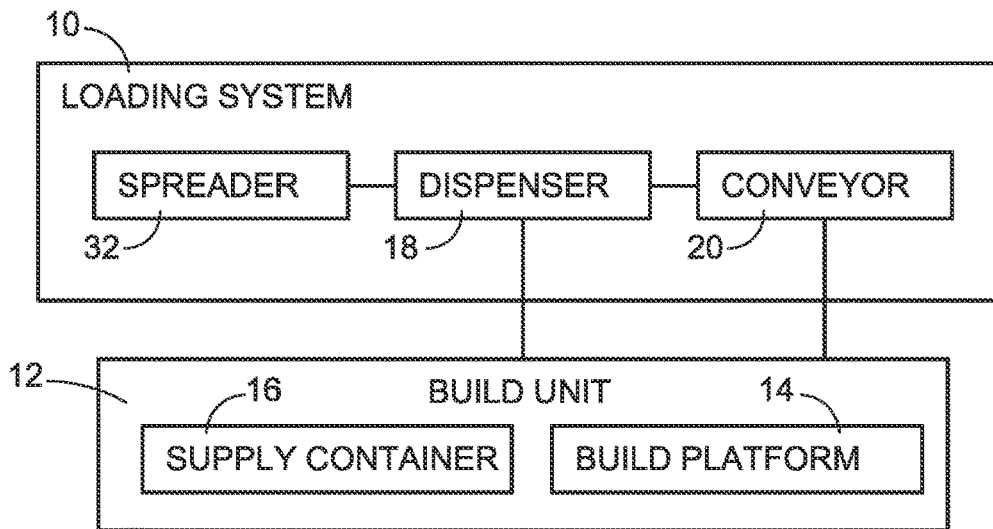 10
LOADING SYSTEM
SPREADER DISPENSER CONVEYOR
32 18 20
12
BUILD UNIT
16 14
SUPPLY CONTAINER BUILD PLATFORM